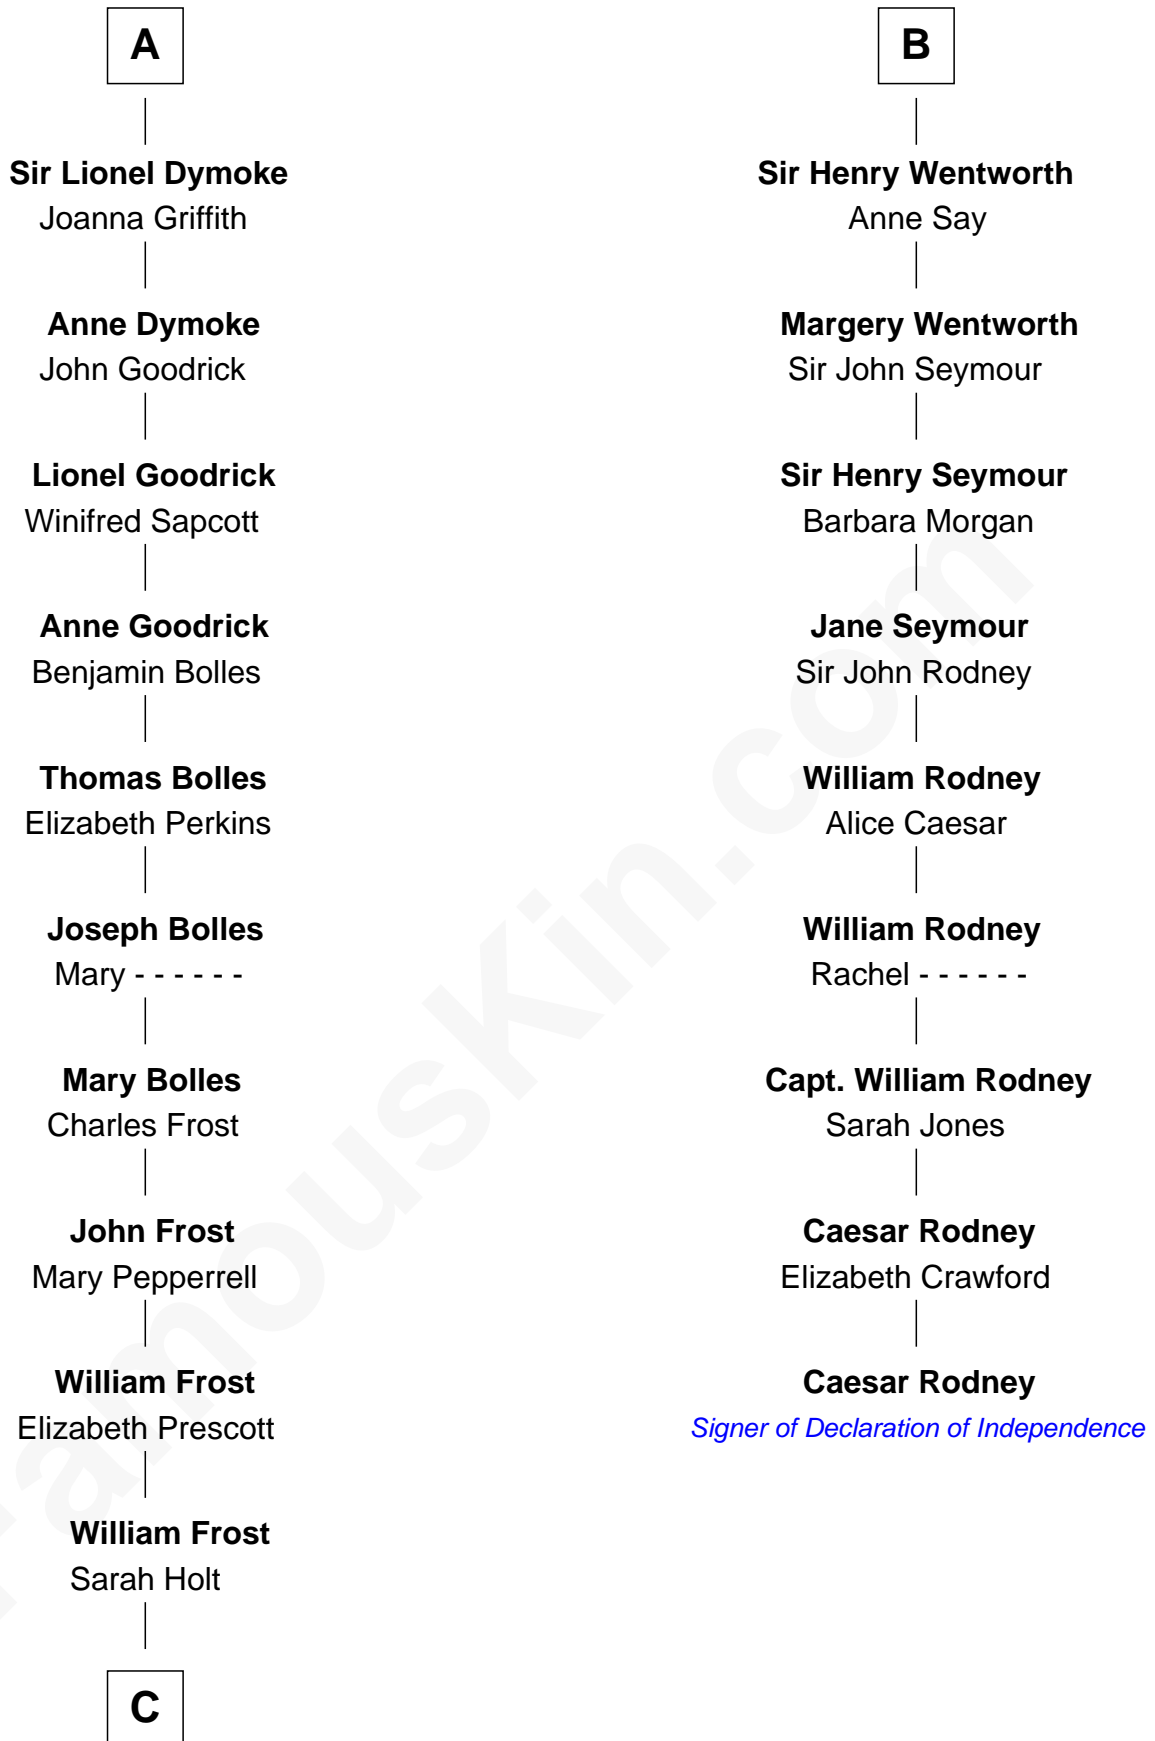 A
Sir Lionel Dymoke
Joanna Griffith
Anne Dymoke
John Goodrick
Lionel Goodrick
Winifred Sapcott
Anne Goodrick
Benjamin Bolles
Thomas Bolles
Elizabeth Perkins
Joseph Bolles
Mary - - - - - -
Mary Bolles
Charles Frost
John Frost
Mary Pepperrell
William Frost
Elizabeth Prescott
William Frost
Sarah Holt
C
B
Sir Henry Wentworth
Anne Say
Margery Wentworth
Sir John Seymour
Sir Henry Seymour
Barbara Morgan
Jane Seymour
Sir John Rodney
William Rodney
Alice Caesar
William Rodney
Rachel - - - - - -
Capt. William Rodney
Sarah Jones
Caesar Rodney
Elizabeth Crawford
Caesar Rodney
Signer of Declaration of Independence
FamousKin.com